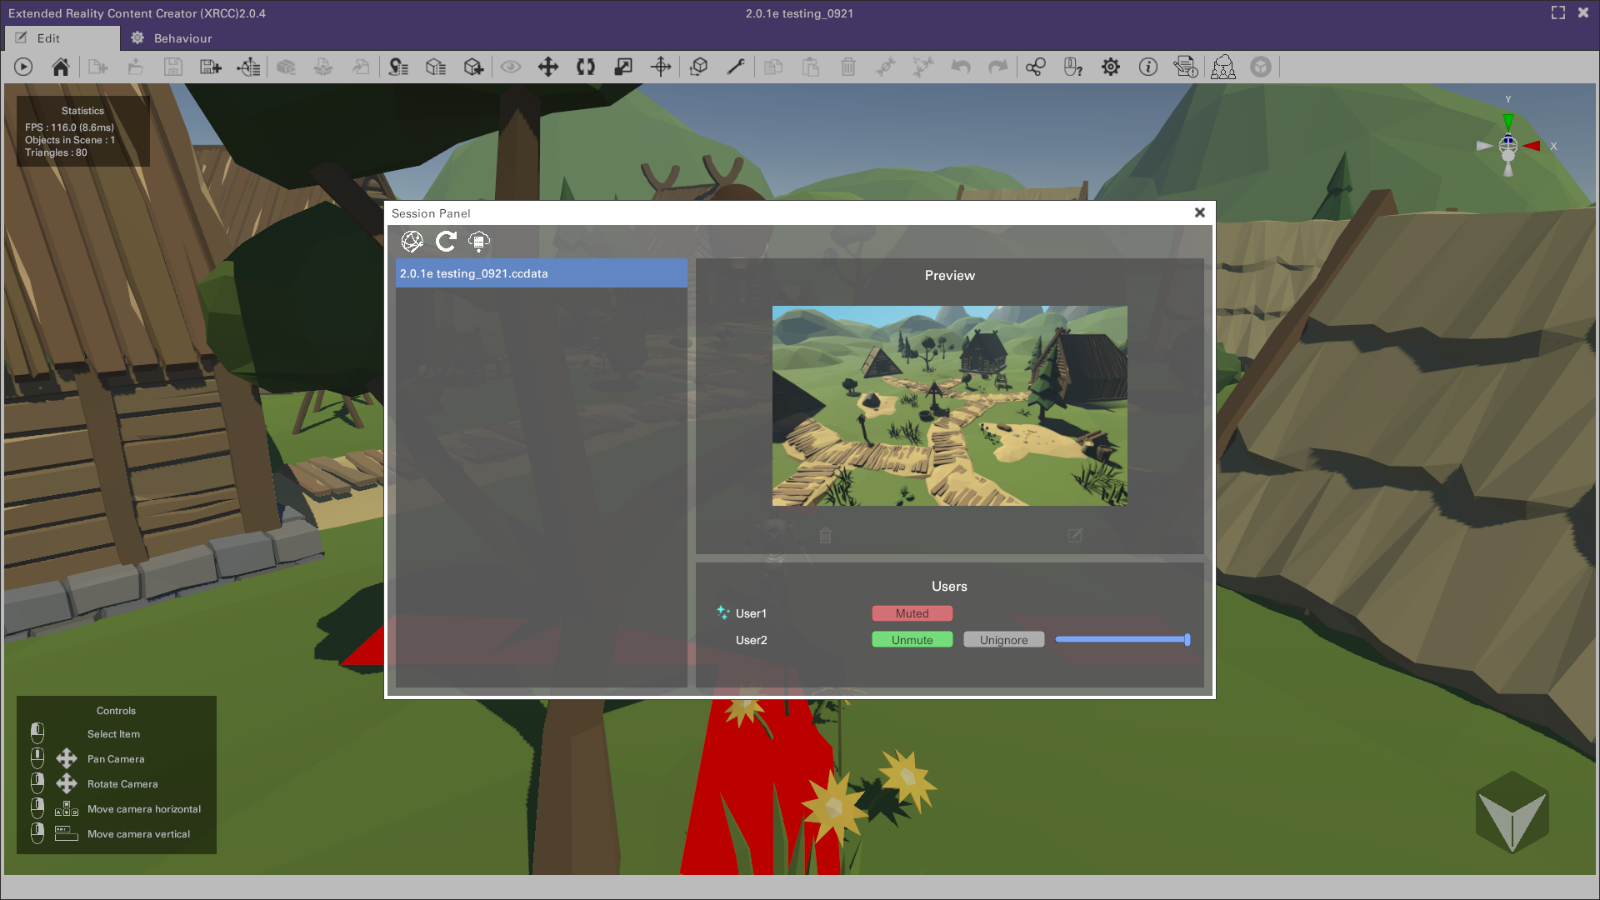 Extended Reality Content Creator (XRCC)2.0.4
2.0.1e testing_0921
Edit
Behaviour
Statistics
FPS : 116.0 (8.6ms)
Objects in Scene : 1
Triangles : 80
Y
X
Session Panel
2.0.1e testing_0921.ccdata
Preview
Users
User1
Muted
User2
Unmute
Unignore
Controls
Select Item
Pan Camera
Rotate Camera
Move camera horizontal
Move camera vertical